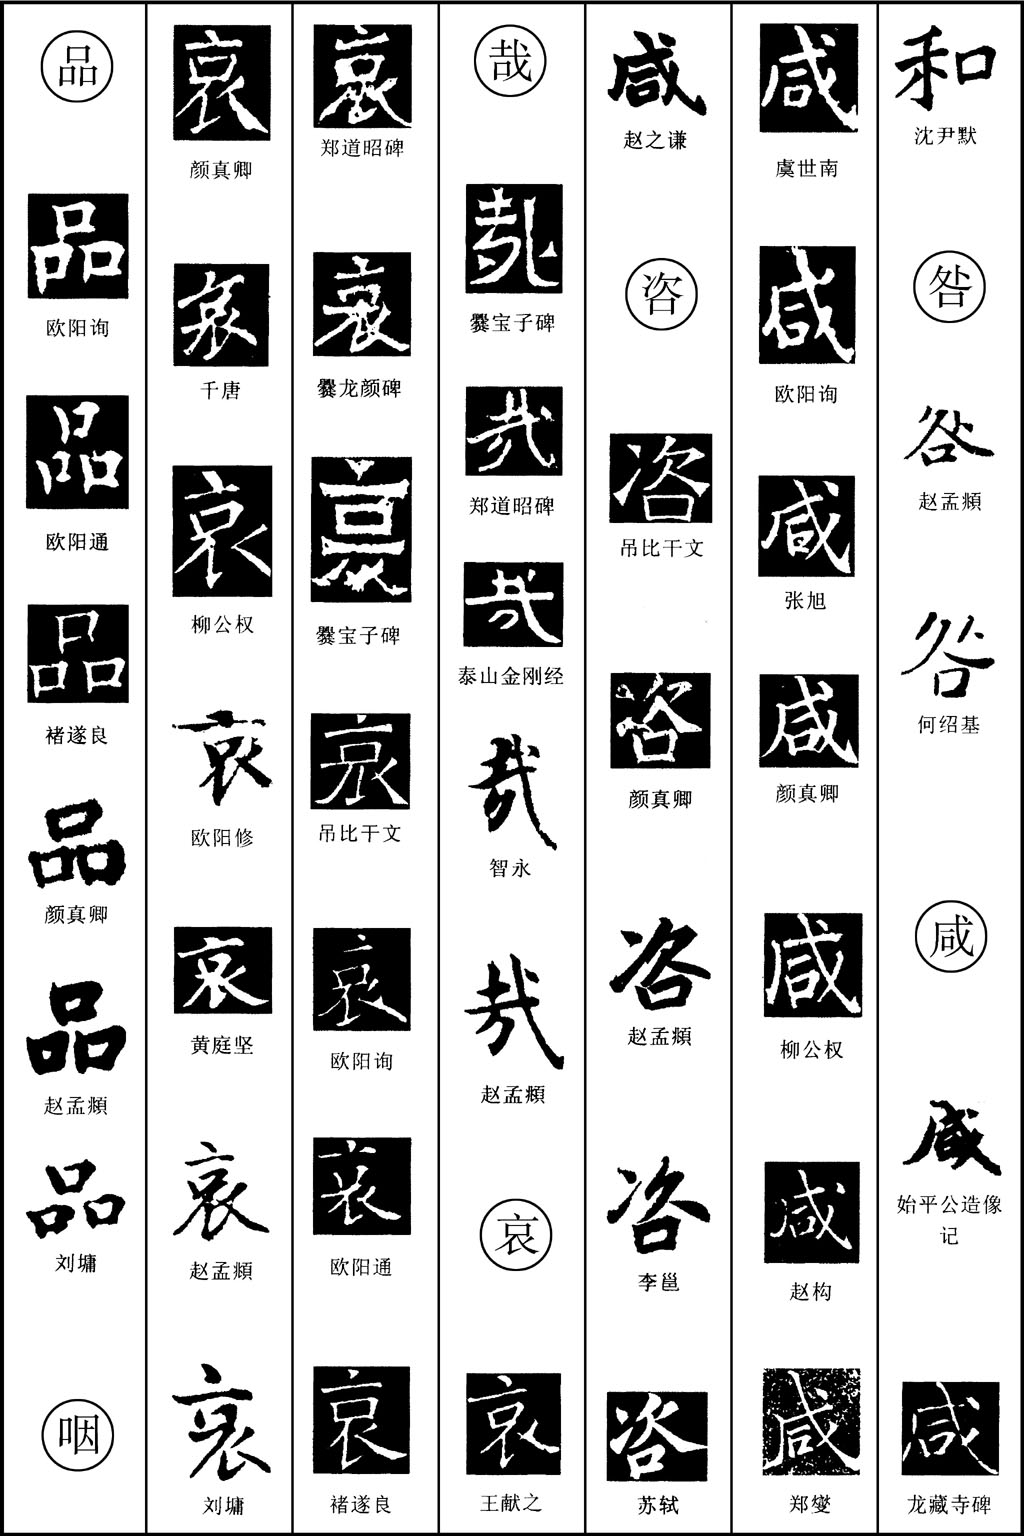 和
沈尹默
咎
咎
赵孟頫
咎
何绍基
咸
咸
始平公造像
记
咸
龙藏寺碑
咸
虞世南
咸
欧阳询
咸
张旭
咸
颜真卿
咸
柳公权
咸
赵构
咸
郑燮
咸
赵之谦
咨
咨
吊比干文
咨
颜真卿
咨
赵孟頫
咨
李邕
咨
苏轼
哉
哉
爨宝子碑
哉
郑道昭碑
哉
泰山金刚经
哉
智永
哉
赵孟頫
哀
哀
王献之
哀
郑道昭碑
哀
爨龙颜碑
哀
爨宝子碑
哀
吊比干文
哀
欧阳询
哀
欧阳通
哀
褚遂良
哀
颜真卿
哀
千唐
哀
柳公权
哀
欧阳修
哀
黄庭坚
哀
赵孟頫
哀
刘墉
品
品
欧阳询
品
欧阳通
品
褚遂良
品
颜真卿
品
赵孟頫
品
刘墉
咽